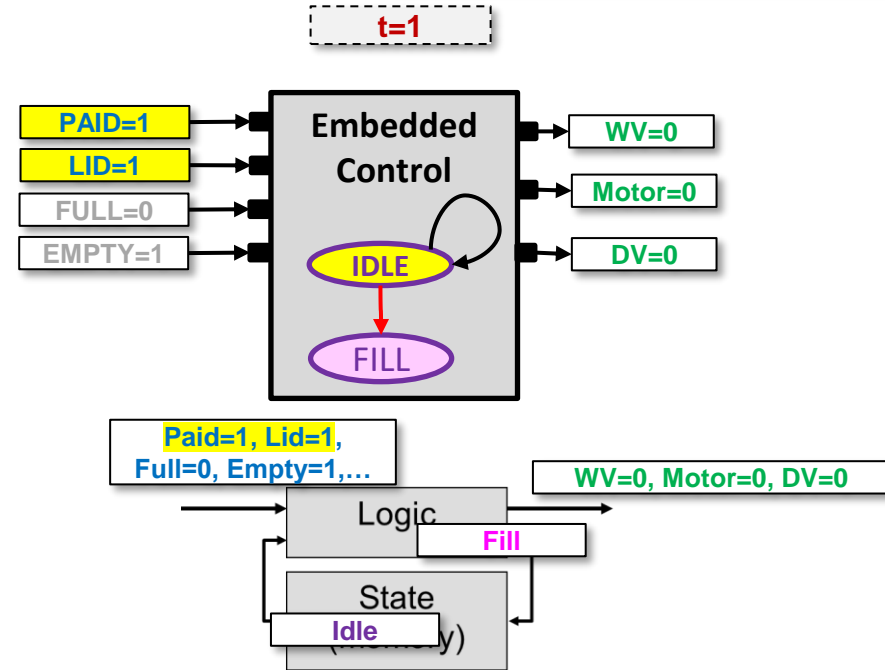 t=1
PAID=1
LID=1
FULL=0
EMPTY=1
Embedded
Control
IDLE
FILL
WV=0
Motor=0
DV=0
Paid=1, Lid=1,
Full=0, Empty=1,…
WV=0, Motor=0, DV=0
Logic
Fill
State
Idle